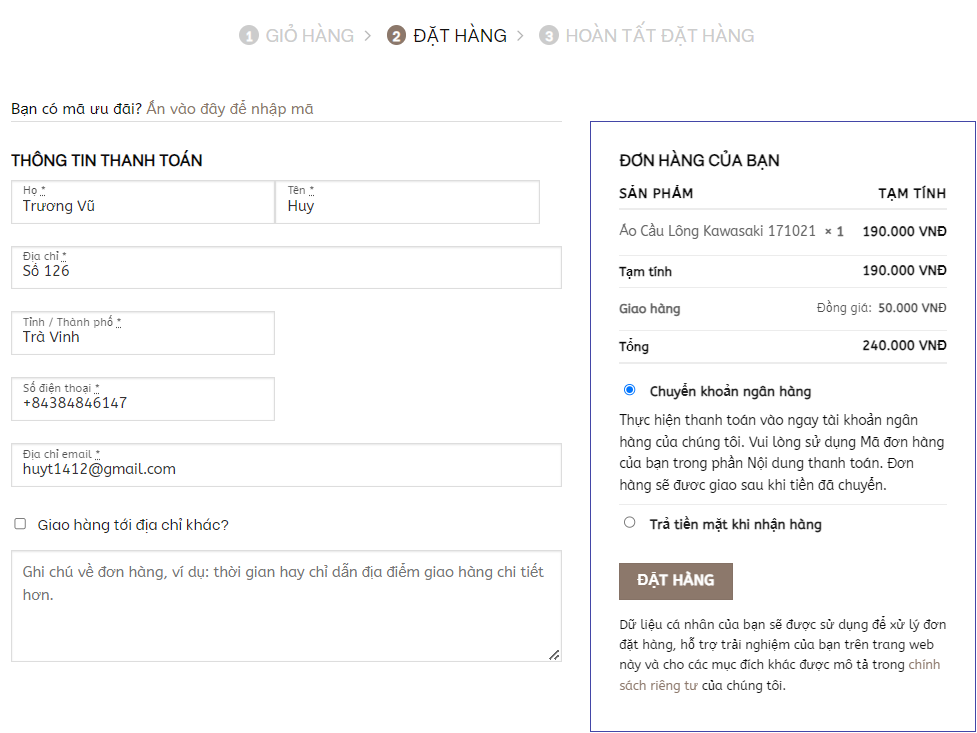 1 GIỎ HÀNG > 2 ĐẶT HÀNG > 3 HOÀN TẤT ĐẶT HÀNG
Bạn có mã ưu đãi? Ấn vào đây để nhập mã
THÔNG TIN THANH TOÁN
Họ *
Trương Vũ
Tên *
Huy
Địa chỉ *
Số 126
Tỉnh / Thành phố *
Trà Vinh
Số điện thoại *
+84384846147
Địa chỉ email *
huyt1412@gmail.com
Giao hàng tới địa chỉ khác?
Ghi chú về đơn hàng, ví dụ: thời gian hay chỉ dẫn địa điểm giao hàng chi tiết
hơn.
ĐƠN HÀNG CỦA BẠN
SẢN PHẨM TẠM TÍNH
Áo Cầu Lông Kawasaki 171021 × 1 190.000 VNĐ
Tạm tính 190.000 VNĐ
Giao hàng Đồng giá: 50.000 VNĐ
Tổng 240.000 VNĐ
Chuyển khoản ngân hàng
Thực hiện thanh toán vào ngay tài khoản ngân
hàng của chúng tôi. Vui lòng sử dụng Mã đơn hàng
của bạn trong phần Nội dung thanh toán. Đơn
hàng sẽ đươc giao sau khi tiền đã chuyển.
Trả tiền mặt khi nhận hàng
ĐẶT HÀNG
Dữ liệu cá nhân của bạn sẽ được sử dụng để xử lý đơn
đặt hàng, hỗ trợ trải nghiệm của bạn trên trang web
này và cho các mục đích khác được mô tả trong chính
sách riêng tư của chúng tôi.